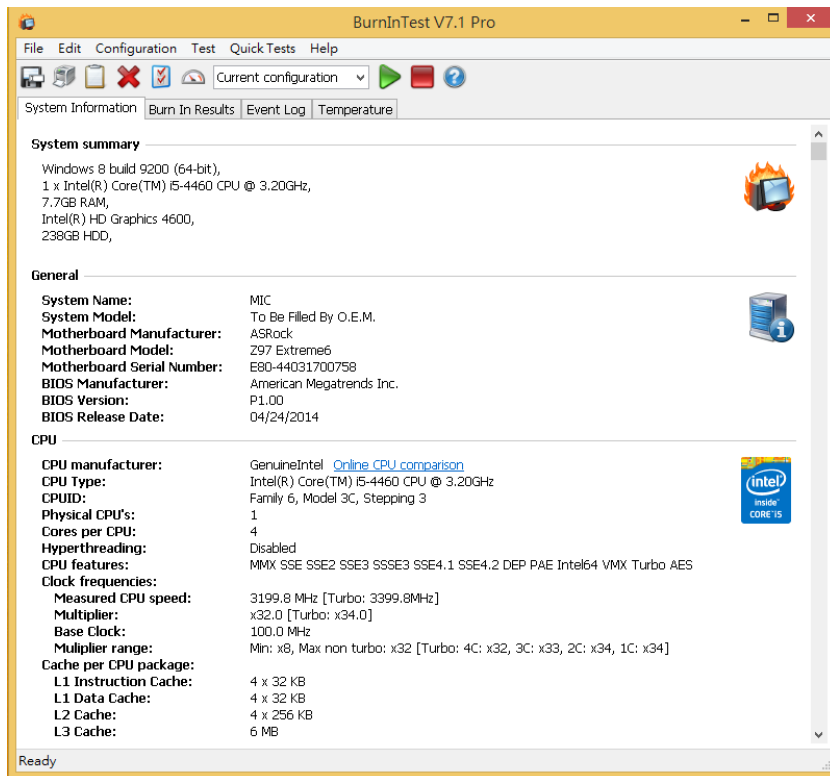 BurnInTest V7.1 Pro
File Edit Configuration Test Quick Tests Help
Current configuration
System Information Burn In Results Event Log Temperature
System summary
Windows 8 build 9200 (64-bit),
1 x Intel(R) Core(TM) i5-4460 CPU @ 3.20GHz,
7.7GB RAM,
Intel(R) HD Graphics 4600,
238GB HDD,
General
System Name: MIC
System Model: To Be Filled By O.E.M.
Motherboard Manufacturer: ASRock
Motherboard Model: Z97 Extreme6
Motherboard Serial Number: E80-44031700758
BIOS Manufacturer: American Megatrends Inc.
BIOS Version: P1.00
BIOS Release Date: 04/24/2014
CPU
CPU manufacturer: GenuineIntel Online CPU comparison
CPU Type: Intel(R) Core(TM) i5-4460 CPU @ 3.20GHz
CPUID: Family 6, Model 3C, Stepping 3
Physical CPU's: 1
Cores per CPU: 4
Hyperthreading: Disabled
CPU features: MMX SSE SSE2 SSE3 SSSE3 SSE4.1 SSE4.2 DEP PAE Intel64 VMX Turbo AES
Clock frequencies:
Measured CPU speed: 3199.8 MHz [Turbo: 3399.8MHz]
Multiplier: x32.0 [Turbo: x34.0]
Base Clock: 100.0 MHz
Muliplier range: Min: x8, Max non turbo: x32 [Turbo: 4C: x32, 3C: x33, 2C: x34, 1C: x34]
Cache per CPU package:
L1 Instruction Cache: 4 x 32 KB
L1 Data Cache: 4 x 32 KB
L2 Cache: 4 x 256 KB
L3 Cache: 6 MB
intel
inside
CORE i5
Ready